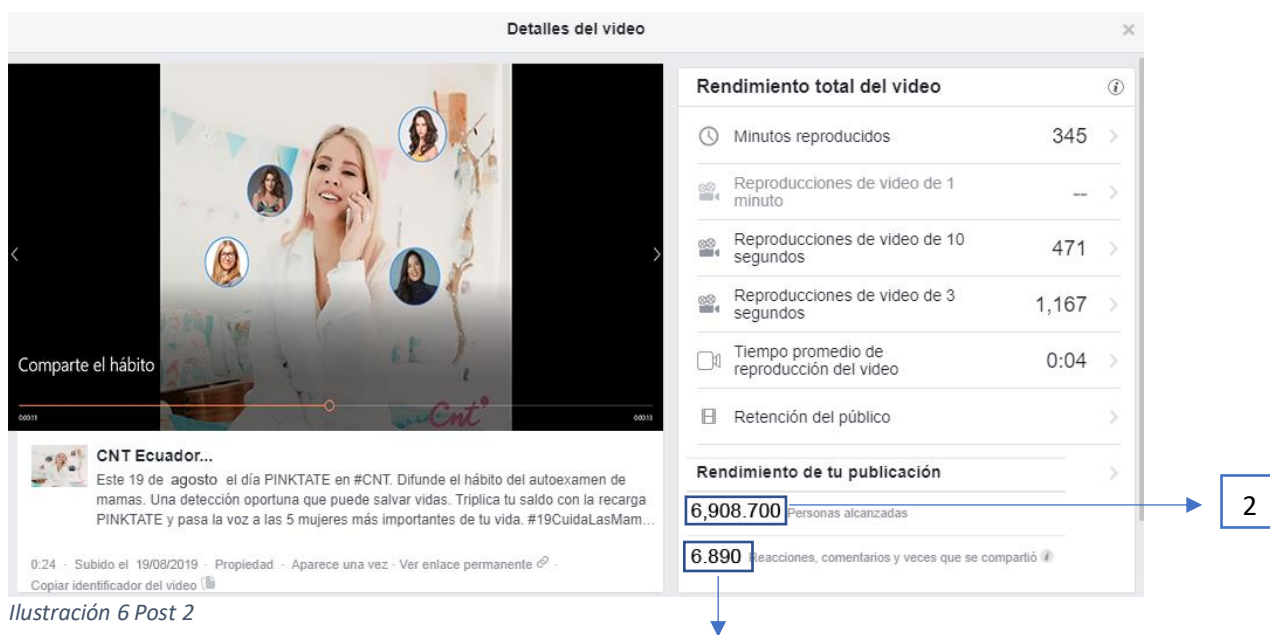 Detalles del video
Comparte el hábito
Cnt
CNT Ecuador...
Este 19 de agosto el día PINKTATE en #CNT. Difunde el hábito del autoexamen de
mamas. Una detección oportuna que puede salvar vidas. Triplica tu saldo con la recarga
PINKTATE y pasa la voz a las 5 mujeres más importantes de tu vida. #19CuidaLasMam...
0:24 · Subido el 19/08/2019 · Propiedad · Aparece una vez · Ver enlace permanente ·
Copiar identificador del video
Rendimiento total del video
Minutos reproducidos 345
Reproducciones de video de 1
minuto --
Reproducciones de video de 10
segundos 471
Reproducciones de video de 3
segundos 1,167
Tiempo promedio de
reproducción del video 0:04
Retención del público
Rendimiento de tu publicación
6,908.700 Personas alcanzadas
6.890 Reacciones, comentarios y veces que se compartió
2
Ilustración 6 Post 2